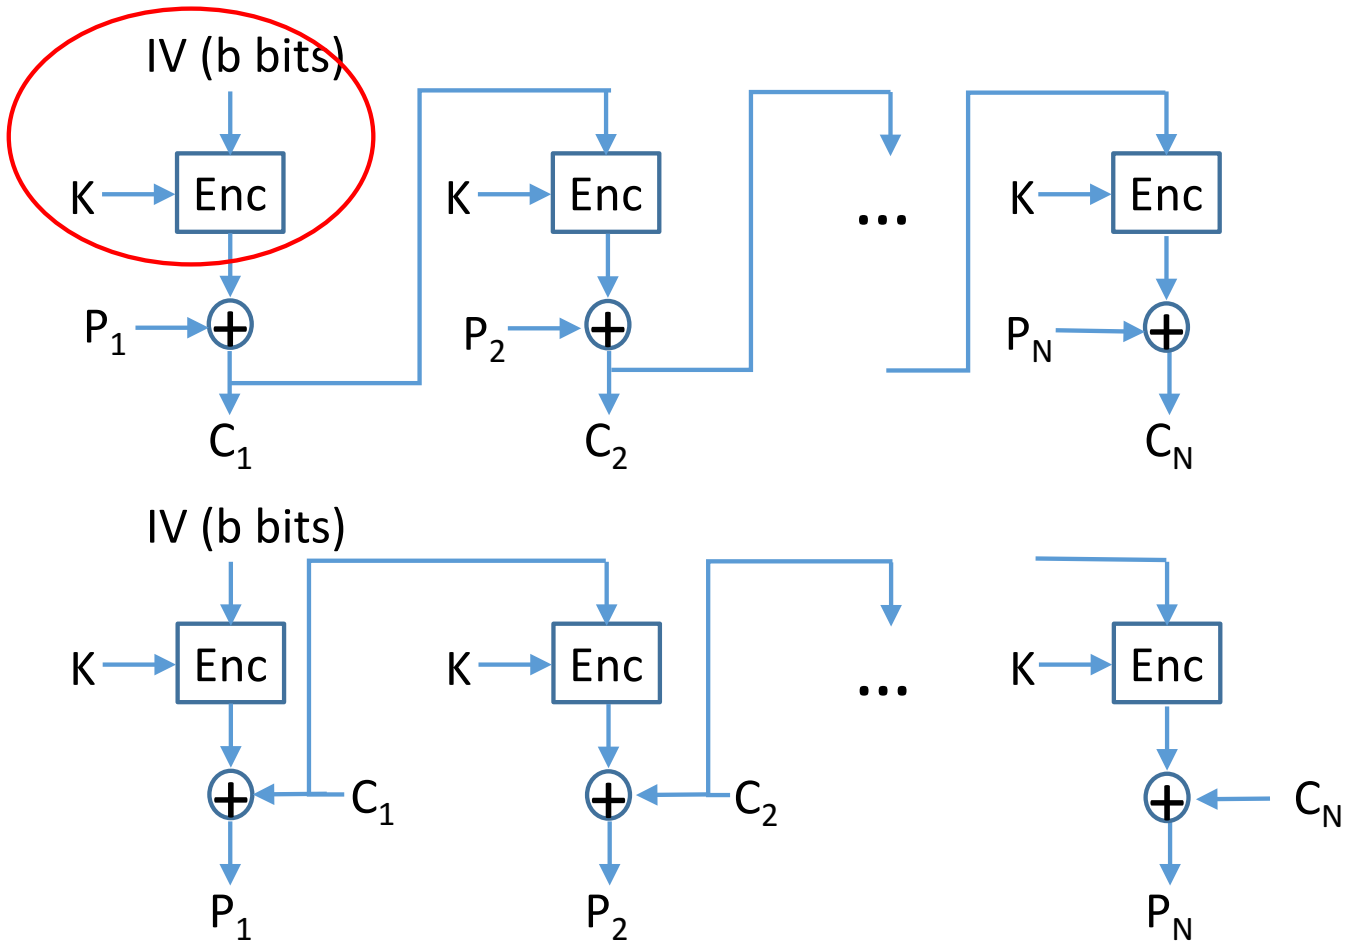 IV (b bits)
K Enc K Enc ... K Enc
P1 + P2 + PN +
C1 C2 CN
IV (b bits)
K Enc K Enc ... K Enc
+ C1 + C2 + CN
P1 P2 PN